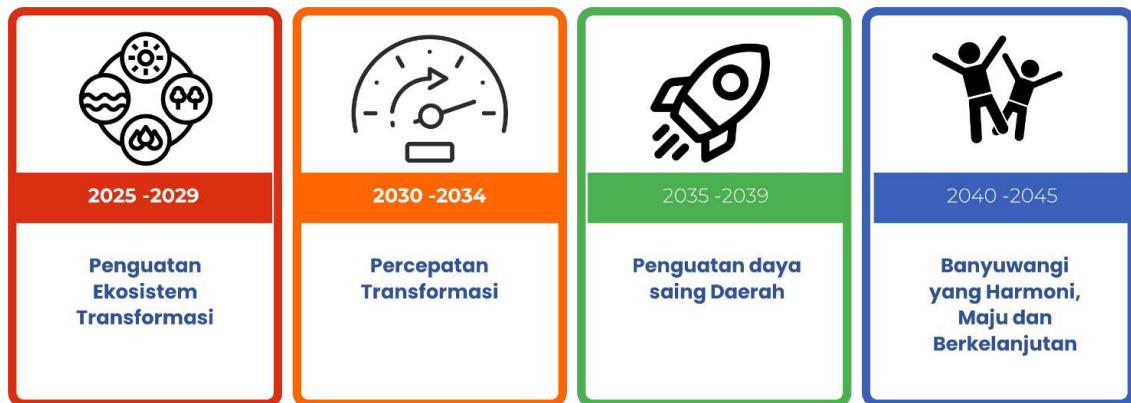 2025 -2029
Penguatan
Ekosistem
Transformasi
2030 -2034
Percepatan
Transformasi
2035 -2039
Penguatan daya
saing Daerah
2040 -2045
Banyuwangi
yang Harmoni,
Maju dan
Berkelanjutan